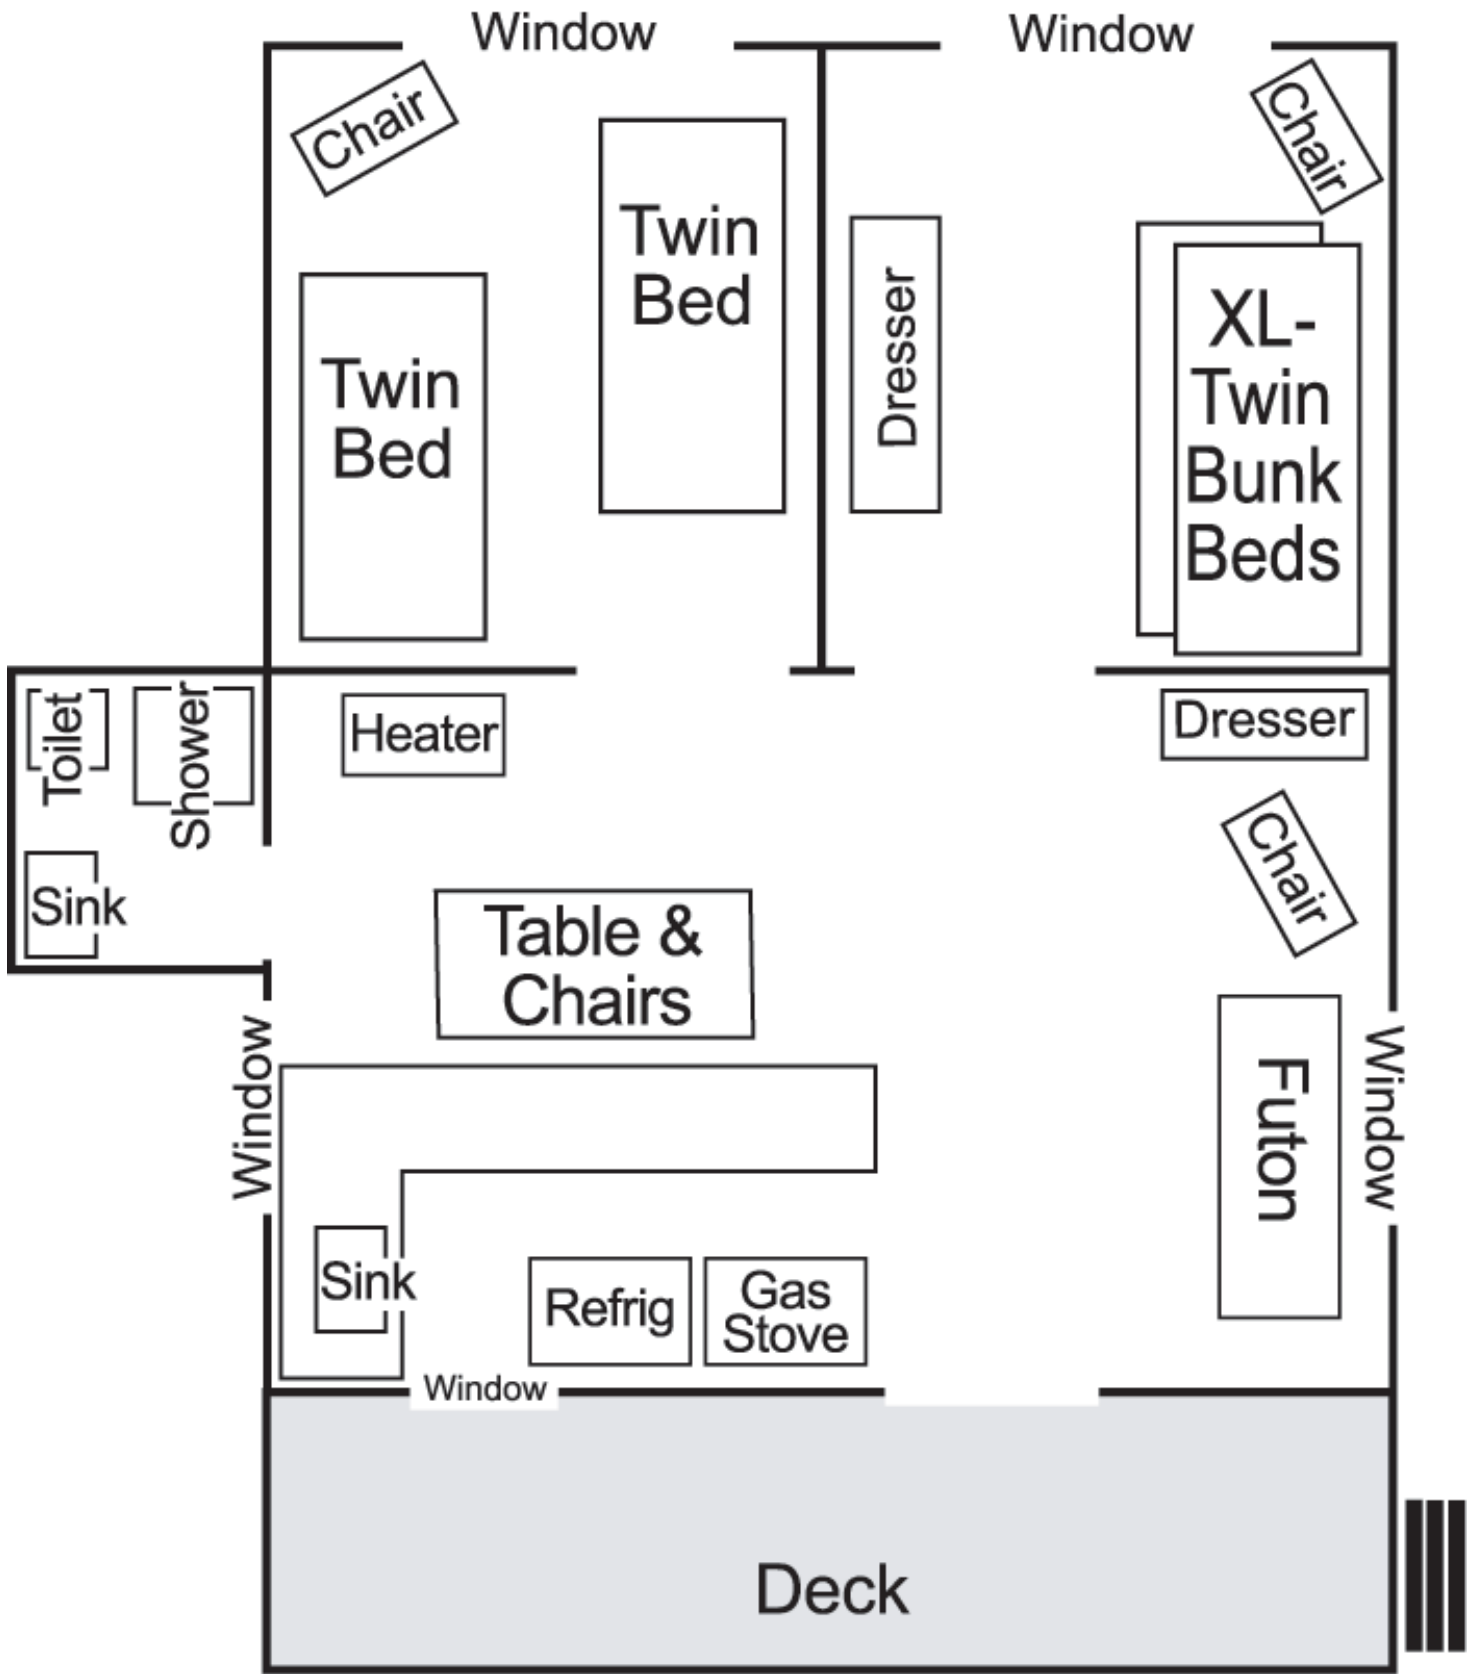 Window
Window
Chair
Chair
Twin
Bed
Twin
Bed
Dresser
XL-
Twin
Bunk
Beds
Toilet
Shower
Heater
Dresser
Sink
Table &
Chairs
Chair
Window
Window
Futon
Sink
Refrig
Gas
Stove
Window
Deck